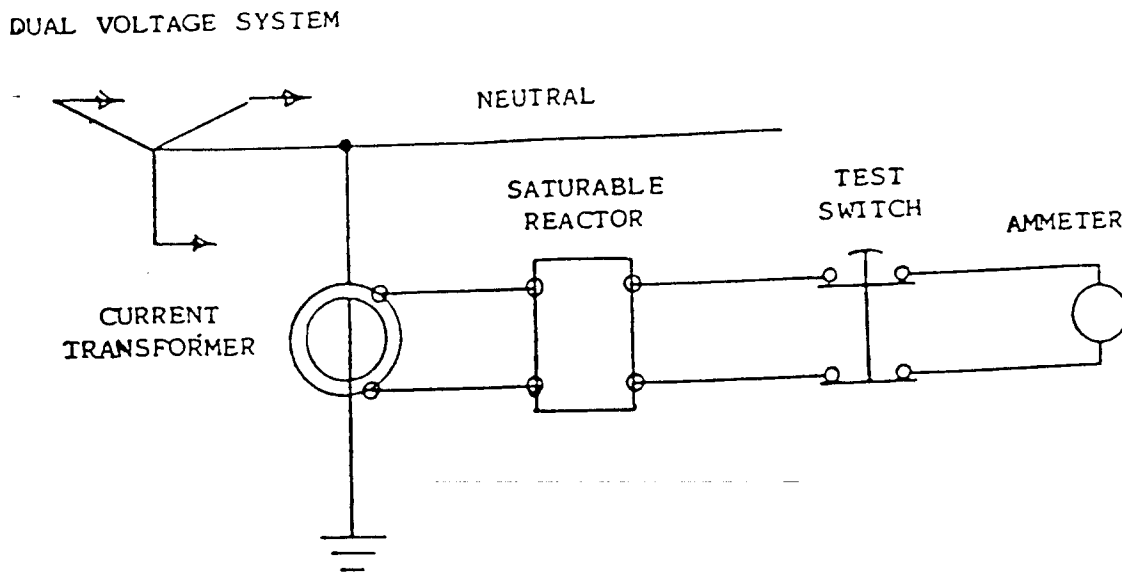 DUAL VOLTAGE SYSTEM
NEUTRAL
SATURABLE
REACTOR
TEST
SWITCH
AMMETER
CURRENT
TRANSFORMER